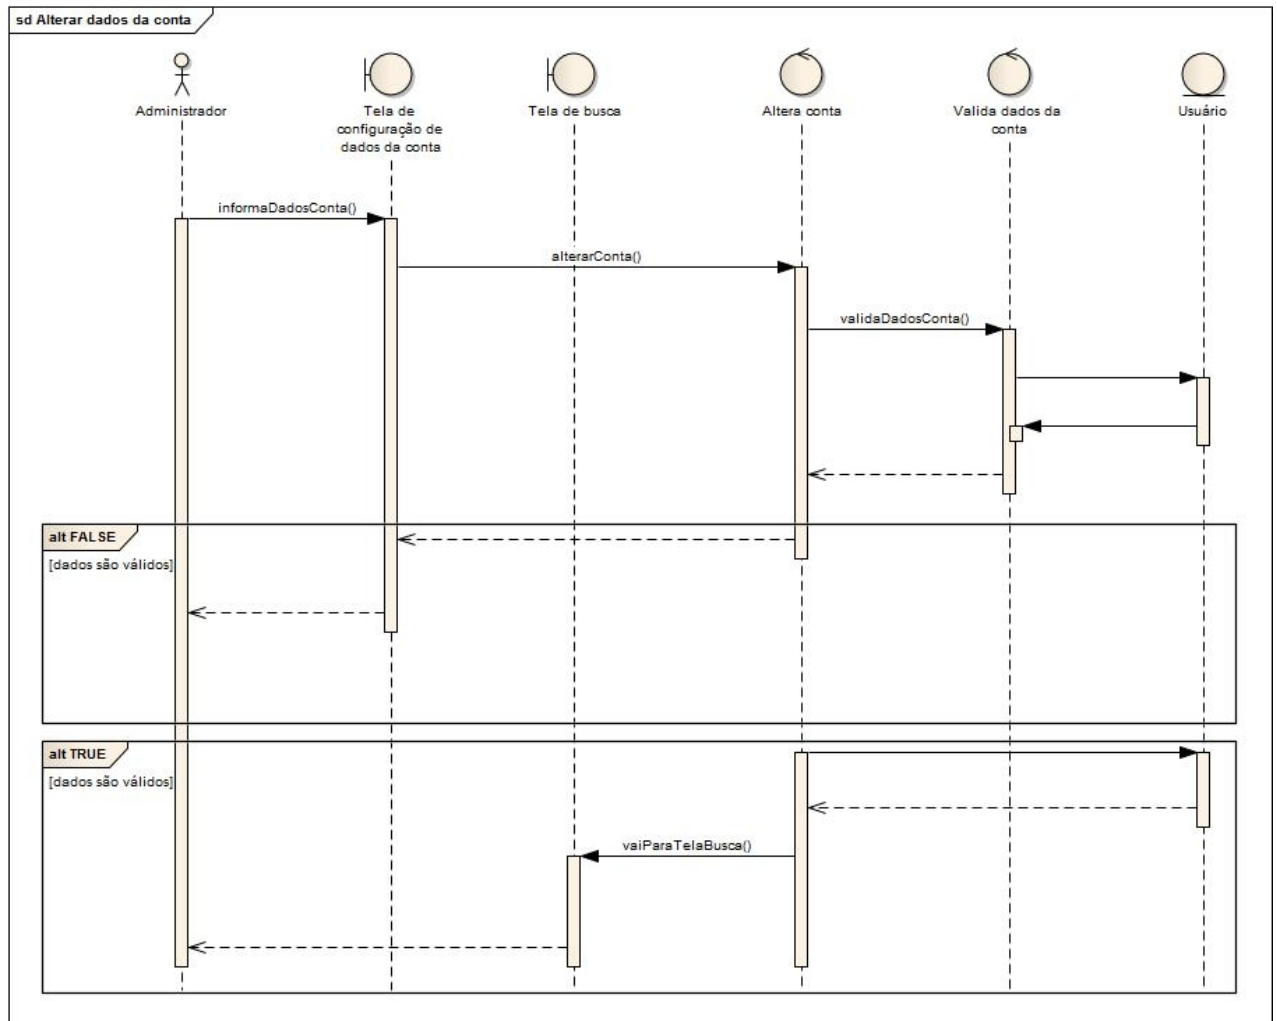 sd Alterar dados da conta
Administrador
Tela de
configuração de
dados da conta
Tela de busca
Altera conta
Valida dados da
conta
Usuário
informaDadosConta()
alterarConta()
validaDadosConta()
alt FALSE
[dados são válidos]
alt TRUE
[dados são válidos]
vaiParaTelaBusca()